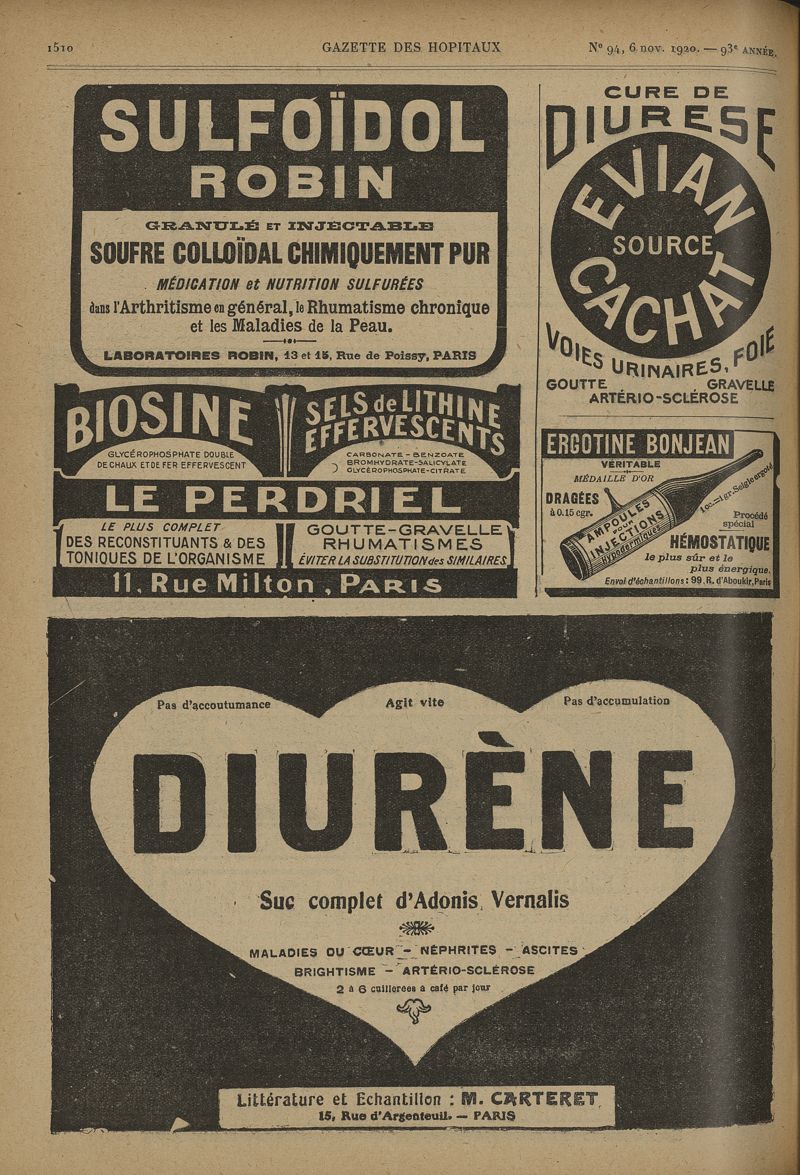 1510
GAZETTE DES HOPITAUX
N° 94, 6 nov. 1920. — 93e ANNÉE.
SULFOÏDOL
ROBIN
GRANULÉ ET INJECTABLE
SOUFRE COLLOÏDAL CHIMIQUEMENT PUR
MÉDICATION et NUTRITION SULFURÉES
dans l'Arthritisme en général, le Rhumatisme chronique
et les Maladies de la Peau.
LABORATOIRES ROBIN, 13 et 15, Rue de Poissy, PARIS
CURE DE
DIURESE
EVIAN
SOURCE
CACHAT
VOIES URINAIRES, FOIE
GOUTTE, GRAVELLE
ARTÉRIO-SCLÉROSE
BIOSINE
GLYCÉROPHOSPHATE DOUBLE
DE CHAUX ET DE FER EFFERVESCENT
SELS de LITHINE
EFFERVESCENTS
CARBONATE - BENZOATE
BROMHYDRATE-SALICYLATE
GLYCÉROPHOSPHATE-CITRATE
LE PERDRIEL
LE PLUS COMPLET
DES RECONSTITUANTS & DES
TONIQUES DE L'ORGANISME
GOUTTE-GRAVELLE
RHUMATISMES
ÉVITER LA SUBSTITUTION des SIMILAIRES
11, Rue Milton, PARIS
ERGOTINE BONJEAN
VÉRITABLE
MÉDAILLE D'OR
DRAGÉES
à 0.15 cgr.
AMPOULES
POUR
INJECTIONS
Hypodermiques
1cc.=1gr. Seigle ergoté
Procédé
spécial
HÉMOSTATIQUE
le plus sûr et le
plus énergique.
Envoi d'échantillons : 99, R. d'Aboukir, Paris
Pas d'accoutumance
Agit vite
Pas d'accumulation
DIURÈNE
Suc complet d'Adonis Vernalis
MALADIES DU CŒUR - NÉPHRITES - ASCITES
BRIGHTISME - ARTÉRIO-SCLÉROSE
2 à 6 cuillerées à café par jour
Littérature et Echantillon : M. CARTERET
15, Rue d'Argenteuil. — PARIS